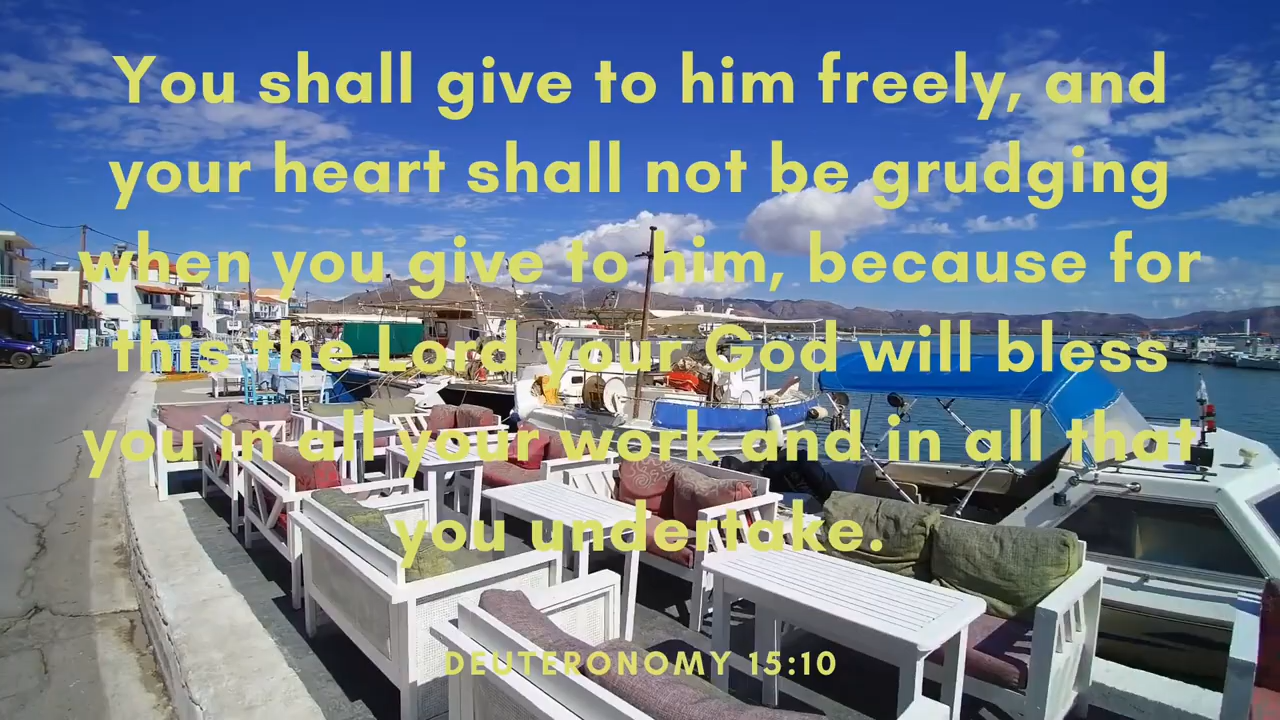 You shall give to him freely, and
your heart shall not be grudging
when you give to him, because for
this the Lord your God will bless
you in all your work and in all that
you undertake.
DEUTERONOMY 15:10